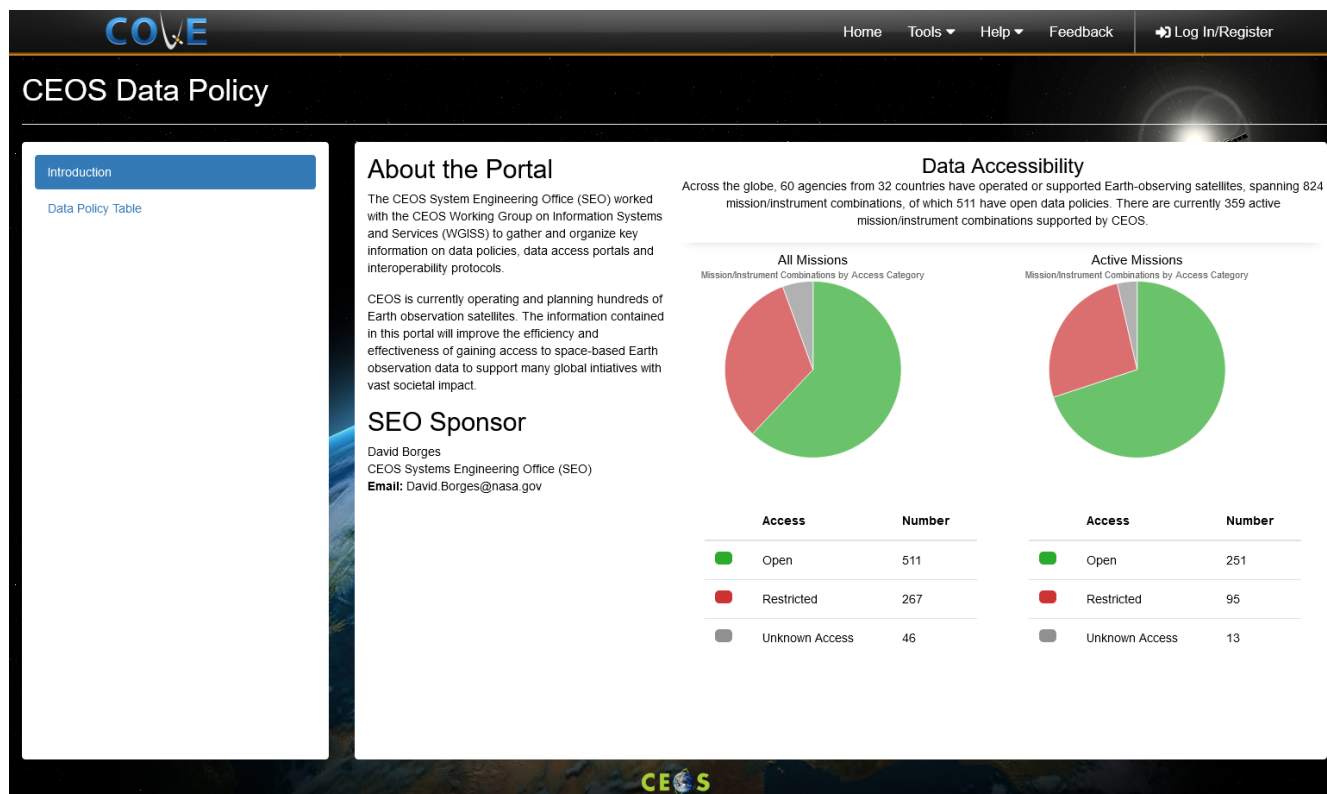 COVE
Home Tools Help Feedback Log In/Register
CEOS Data Policy
Introduction
Data Policy Table
About the Portal
The CEOS System Engineering Office (SEO) worked
with the CEOS Working Group on Information Systems
and Services (WGISS) to gather and organize key
information on data policies, data access portals and
interoperability protocols.
CEOS is currently operating and planning hundreds of
Earth observation satellites. The information contained
in this portal will improve the efficiency and
effectiveness of gaining access to space-based Earth
observation data to support many global intiatives with
vast societal impact.
SEO Sponsor
David Borges
CEOS Systems Engineering Office (SEO)
Email: David.Borges@nasa.gov
Data Accessibility
Across the globe, 60 agencies from 32 countries have operated or supported Earth-observing satellites, spanning 824
mission/instrument combinations, of which 511 have open data policies. There are currently 359 active
mission/instrument combinations supported by CEOS.
All Missions
Mission/Instrument Combinations by Access Category
Access Number
Open 511
Restricted 267
Unknown Access 46
Active Missions
Mission/Instrument Combinations by Access Category
Access Number
Open 251
Restricted 95
Unknown Access 13
CEOS